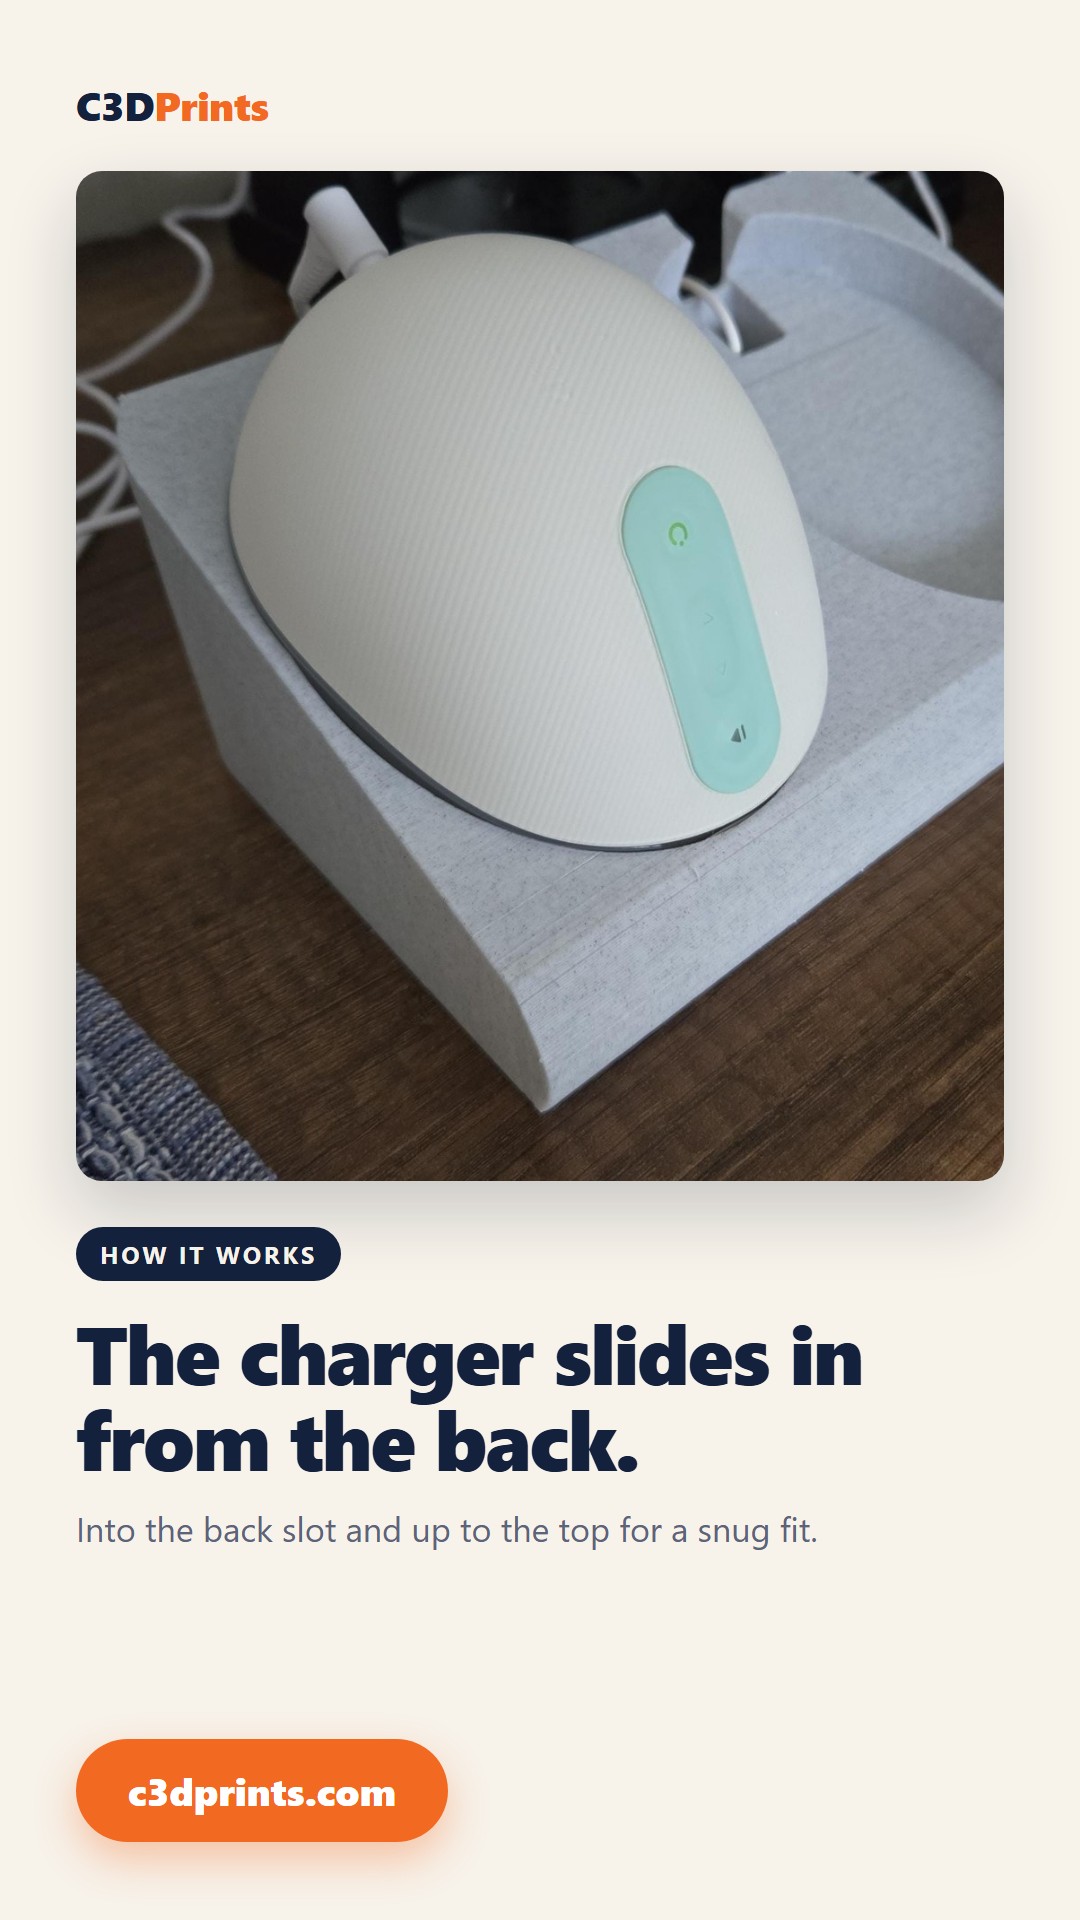 C3DPrints
HOW IT WORKS
The charger slides in
from the back.
Into the back slot and up to the top for a snug fit.
c3dprints.com